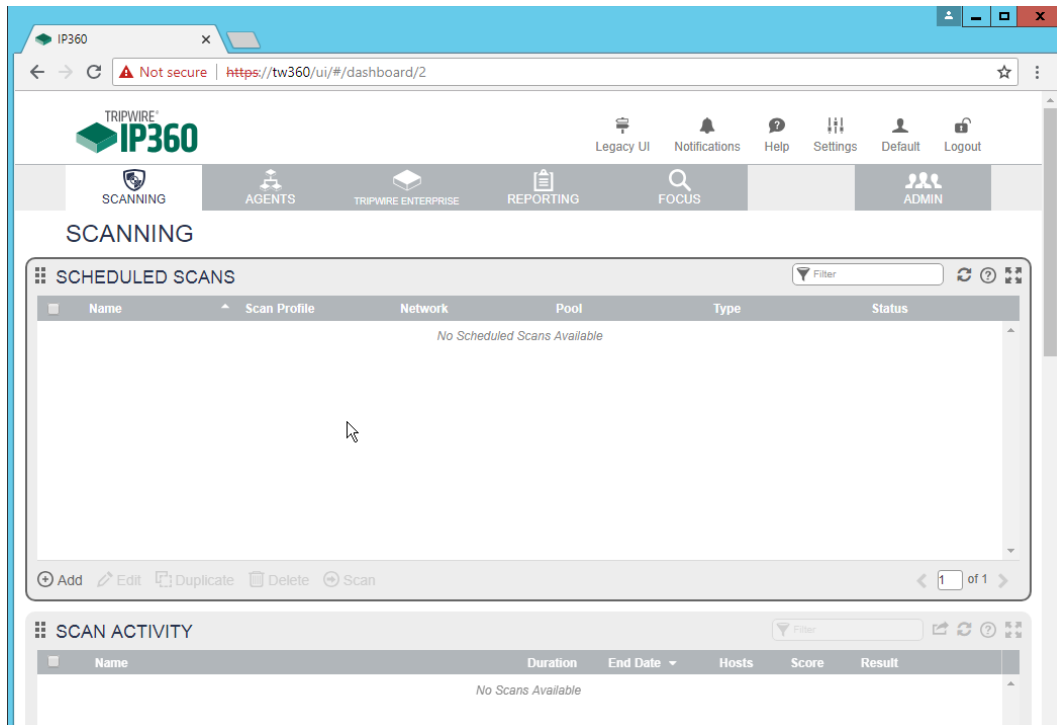 IP360
Not secure | https://tw360/ui/#/dashboard/2
TRIPWIRE®
IP360
Legacy UI Notifications Help Settings Default Logout
SCANNING AGENTS TRIPWIRE ENTERPRISE REPORTING FOCUS ADMIN
SCANNING
SCHEDULED SCANS Filter
Name Scan Profile Network Pool Type Status
No Scheduled Scans Available
Add Edit Duplicate Delete Scan 1 of 1
SCAN ACTIVITY Filter
Name Duration End Date Hosts Score Result
No Scans Available